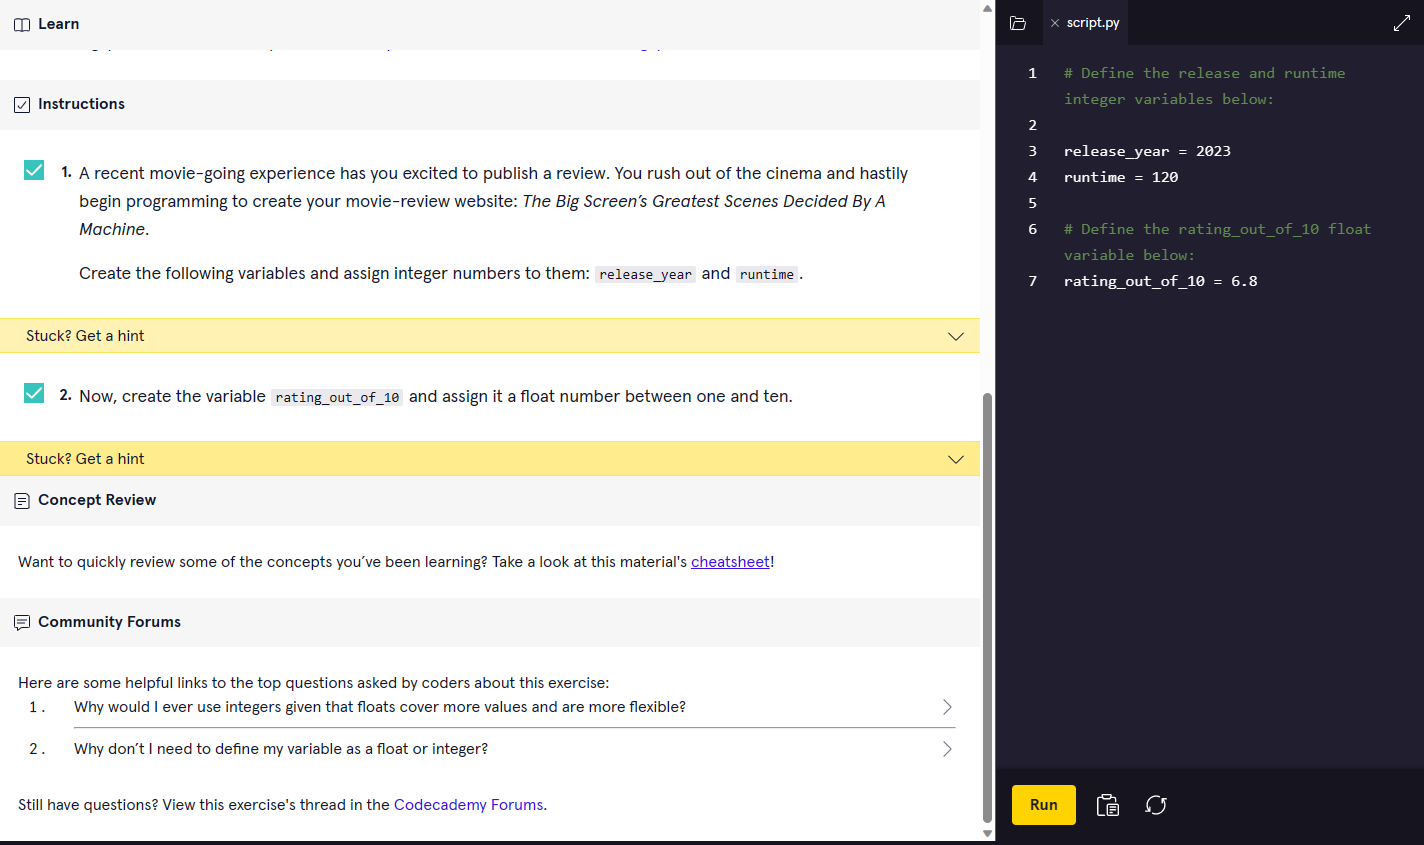 Learn
Instructions
1. A recent movie-going experience has you excited to publish a review. You rush out of the cinema and hastily
begin programming to create your movie-review website: The Big Screen’s Greatest Scenes Decided By A
Machine.
Create the following variables and assign integer numbers to them: release_year and runtime.
Stuck? Get a hint
2. Now, create the variable rating_out_of_10 and assign it a float number between one and ten.
Stuck? Get a hint
Concept Review
Want to quickly review some of the concepts you’ve been learning? Take a look at this material's cheatsheet!
Community Forums
Here are some helpful links to the top questions asked by coders about this exercise:
1. Why would I ever use integers given that floats cover more values and are more flexible?
2. Why don’t I need to define my variable as a float or integer?
Still have questions? View this exercise's thread in the Codecademy Forums.
script.py
1 # Define the release and runtime
integer variables below:
2
3 release_year = 2023
4 runtime = 120
5
6 # Define the rating_out_of_10 float
variable below:
7 rating_out_of_10 = 6.8
Run